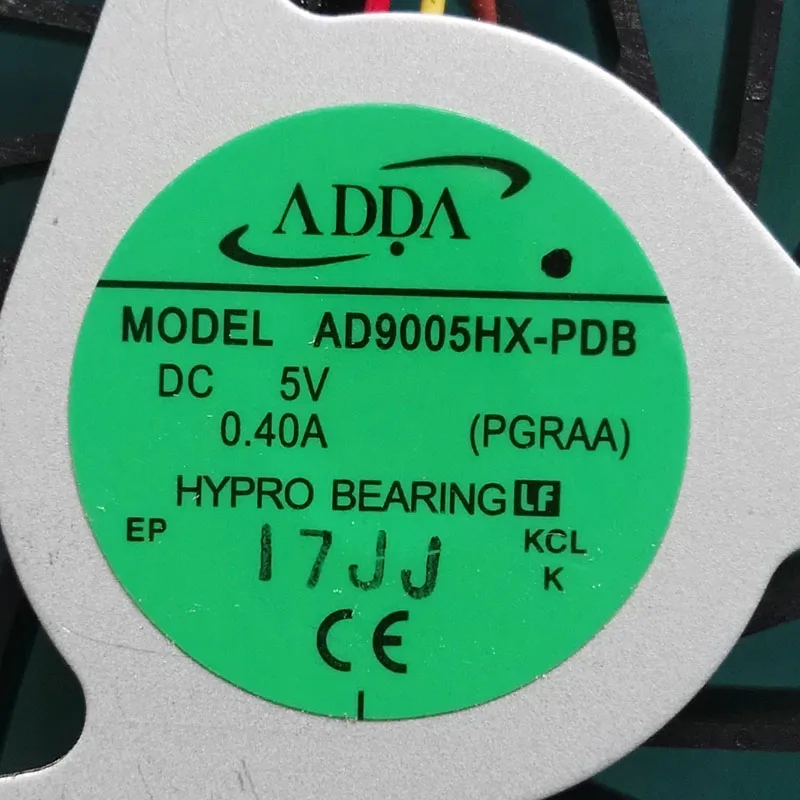 ADDA
MODEL AD9005HX-PDB
DC 5V
0.40A (PGRAA)
HYPRO BEARING LF
EP 17JJ KCL
K
CE